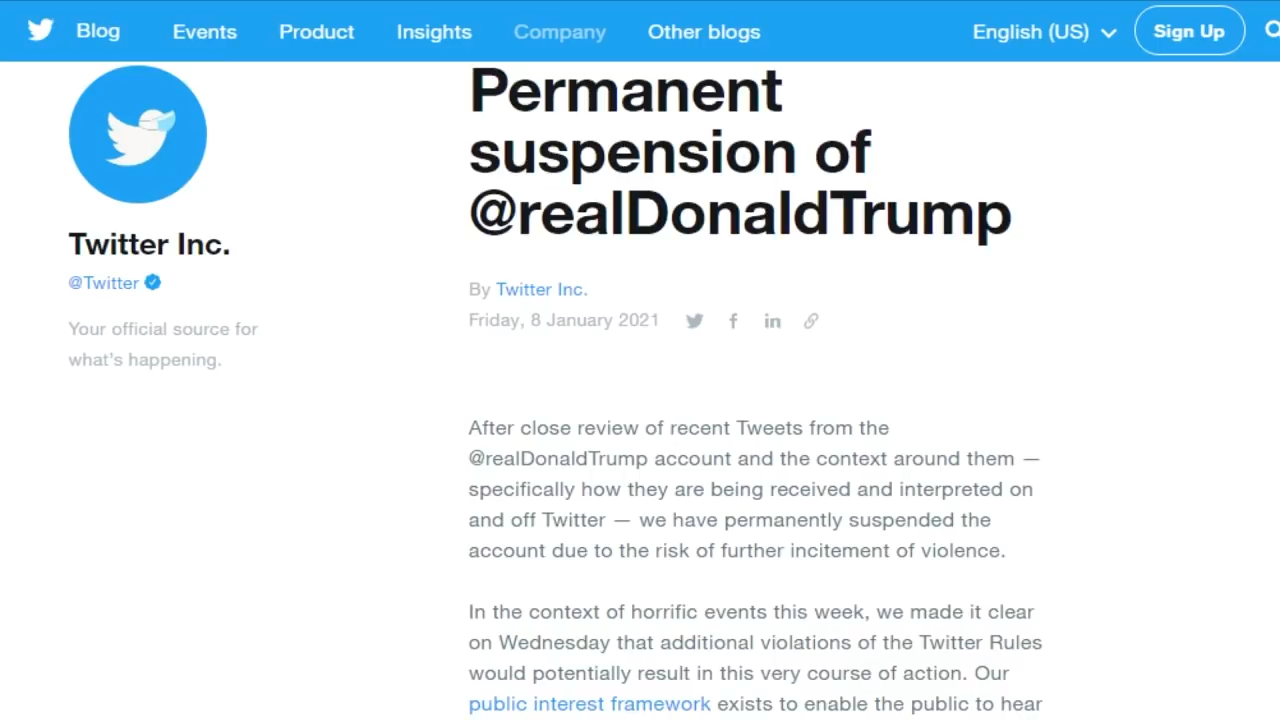 Blog Events Product Insights Company Other blogs English (US) Sign Up
Permanent
suspension of
@realDonaldTrump
Twitter Inc.
@Twitter
Your official source for
what's happening.
By Twitter Inc.
Friday, 8 January 2021
After close review of recent Tweets from the
@realDonaldTrump account and the context around them —
specifically how they are being received and interpreted on
and off Twitter — we have permanently suspended the
account due to the risk of further incitement of violence.
In the context of horrific events this week, we made it clear
on Wednesday that additional violations of the Twitter Rules
would potentially result in this very course of action. Our
public interest framework exists to enable the public to hear